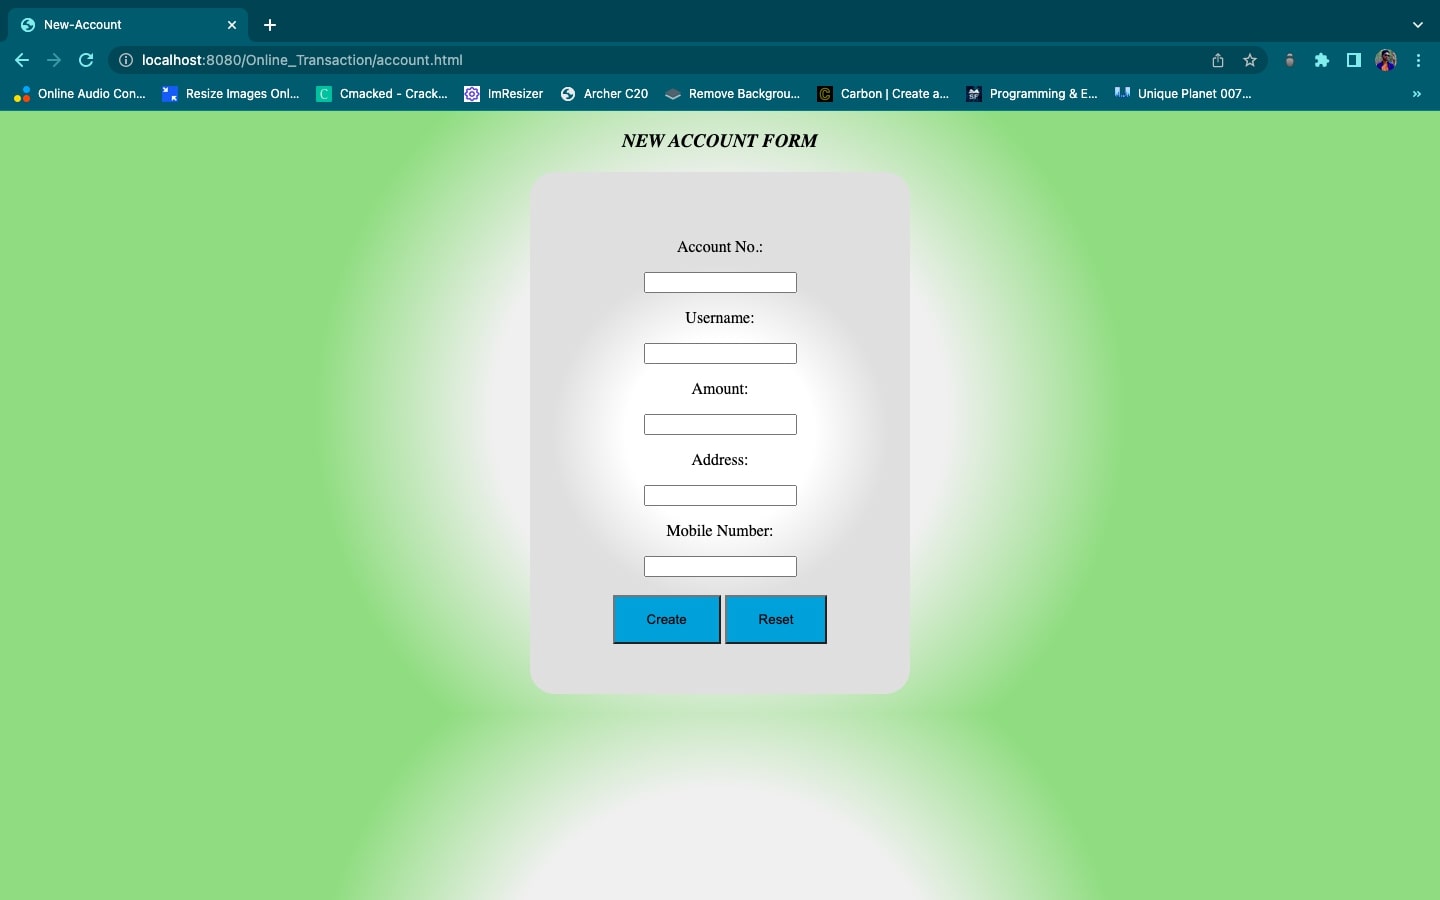 New-Account
localhost:8080/Online_Transaction/account.html
Online Audio Con... Resize Images Onl... C Cmacked - Crack... ImResizer Archer C20 Remove Backgrou... C Carbon | Create a... SF Programming & E... Unique Planet 007... »
NEW ACCOUNT FORM
Account No.:
Username:
Amount:
Address:
Mobile Number:
Create Reset